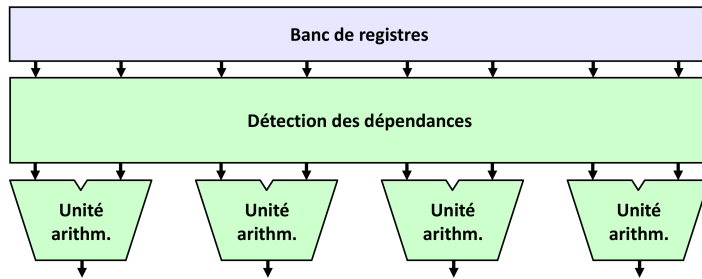 Banc de registres
Détection des dépendances
Unité
arithm.
Unité
arithm.
Unité
arithm.
Unité
arithm.